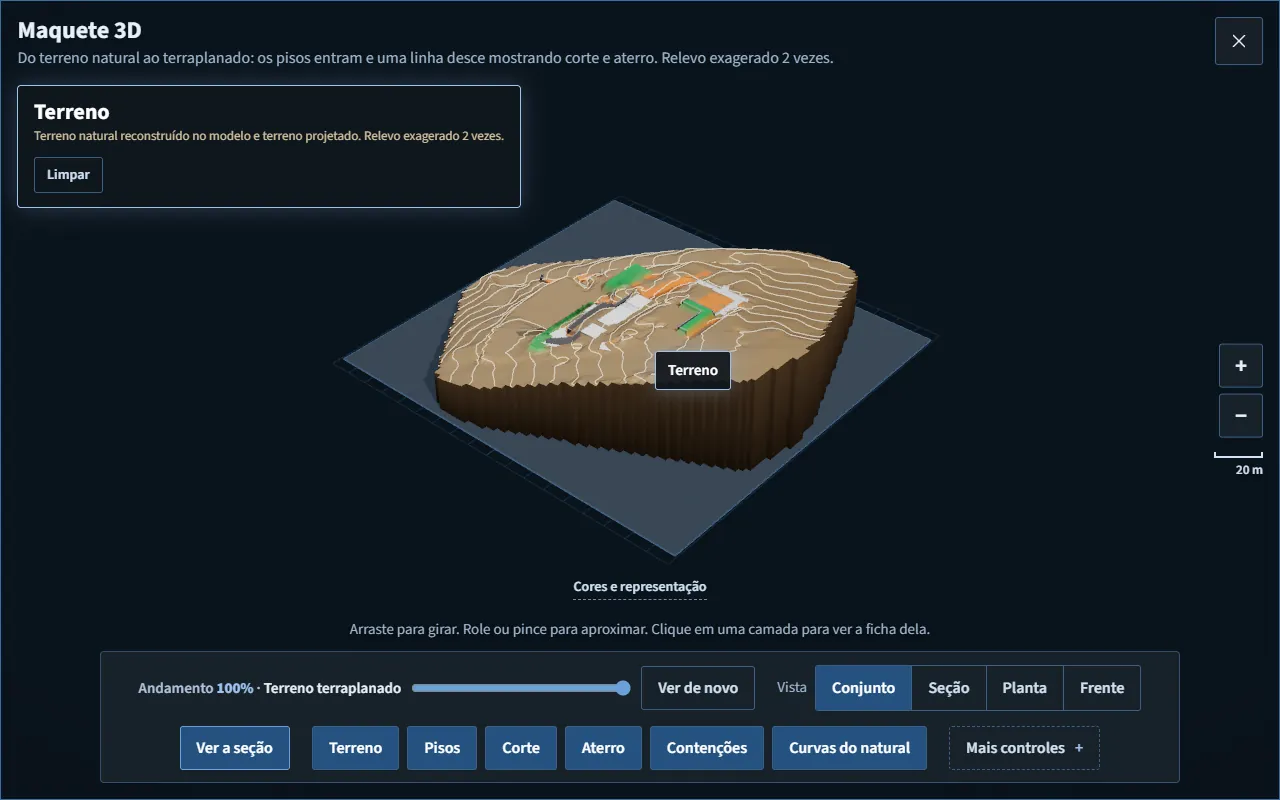 Maquete 3D
Do terreno natural ao terraplanado: os pisos entram e uma linha desce mostrando corte e aterro. Relevo exagerado 2 vezes.
Terreno
Terreno natural reconstruído no modelo e terreno projetado. Relevo exagerado 2 vezes.
Limpar
Terreno
+
−
20 m
Cores e representação
Arraste para girar. Role ou pince para aproximar. Clique em uma camada para ver a ficha dela.
Andamento 100% · Terreno terraplanado Ver de novo Vista Conjunto Seção Planta Frente
Ver a seção Terreno Pisos Corte Aterro Contenções Curvas do natural Mais controles +